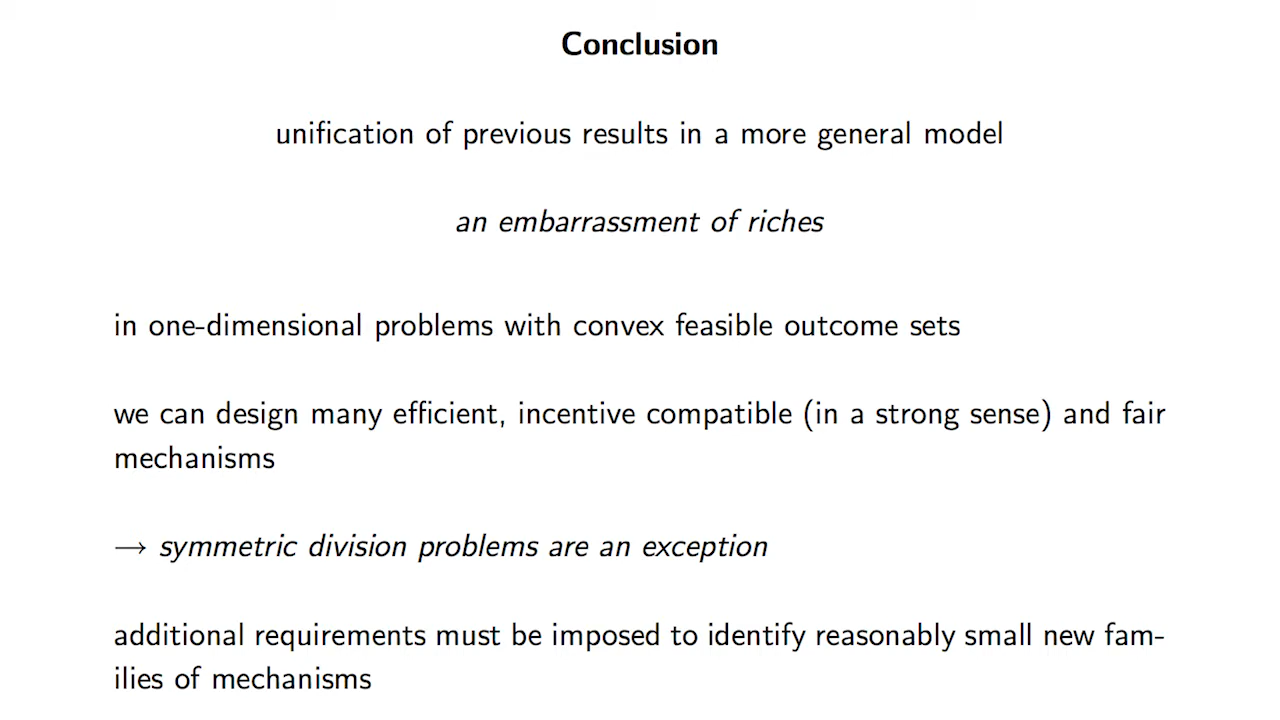 Conclusion
unification of previous results in a more general model
an embarrassment of riches
in one-dimensional problems with convex feasible outcome sets
we can design many efficient, incentive compatible (in a strong sense) and fair
mechanisms
→ symmetric division problems are an exception
additional requirements must be imposed to identify reasonably small new fam-
ilies of mechanisms